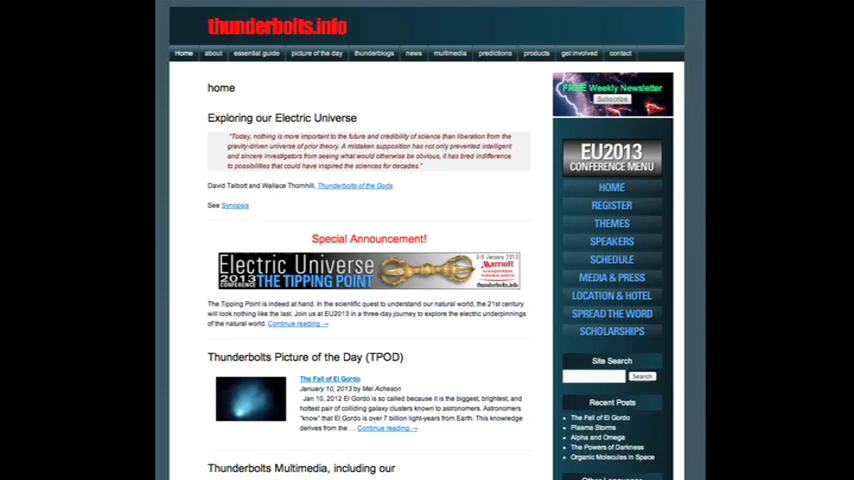 thunderbolts.info
Home about essential guide picture of the day thunderblogs news multimedia predictions products get involved contact
home
Exploring our Electric Universe
"Today, nothing is more important to the future and credibility of science than liberation from the
gravity-driven universe of prior theory. A mistaken supposition has not only prevented intelligent
and sincere investigators from seeing what would otherwise be obvious, it has bred indifference
to possibilities that could have inspired the sciences for decades."
David Talbott and Wallace Thornhill, Thunderbolts of the Gods
See Synopsis
Special Announcement!
Electric Universe
2013 THE TIPPING POINT
CONFERENCE
3-6 January 2013
Marriott
thunderbolts.info
The Tipping Point is indeed at hand. In the scientific quest to understand our natural world, the 21st century
will look nothing like the last. Join us at EU2013 in a three-day journey to explore the electric underpinnings
of the natural world. Continue reading →
Thunderbolts Picture of the Day (TPOD)
The Fall of El Gordo
January 10, 2013 by Mel Acheson
Jan 10, 2012 El Gordo is so called because it is the biggest, brightest, and
hottest pair of colliding galaxy clusters known to astronomers. Astronomers
"know" that El Gordo is over 7 billion light-years from Earth. This knowledge
derives from the ... Continue reading →
Thunderbolts Multimedia, including our
FREE Weekly Newsletter
Subscribe
EU2013
CONFERENCE MENU
HOME
REGISTER
THEMES
SPEAKERS
SCHEDULE
MEDIA & PRESS
LOCATION & HOTEL
SPREAD THE WORD
SCHOLARSHIPS
Site Search
Search
Recent Posts
The Fall of El Gordo
Plasma Storms
Alpha and Omega
The Powers of Darkness
Organic Molecules in Space
Other Languages